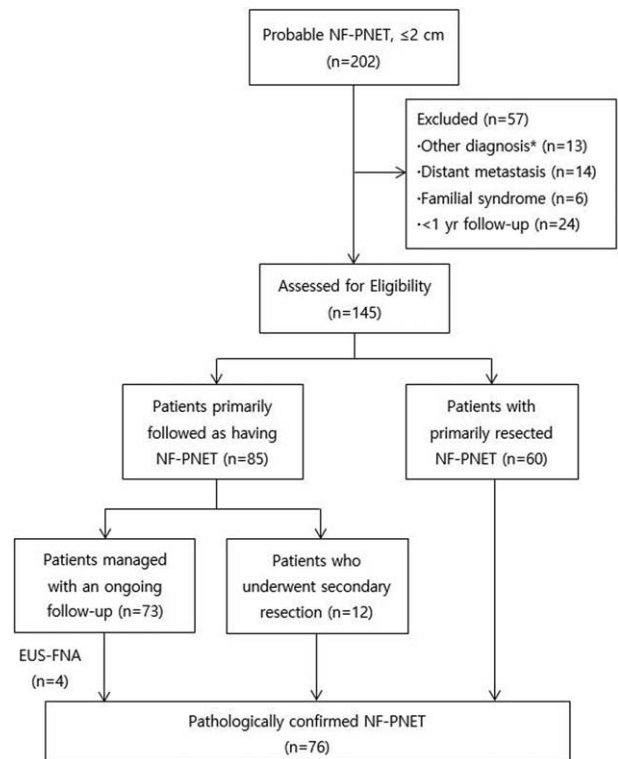 Probable NF-PNET, ≤2 cm
(n=202)
Excluded (n=57)
·Other diagnosis* (n=13)
·Distant metastasis (n=14)
·Familial syndrome (n=6)
·<1 yr follow-up (n=24)
Assessed for Eligibility
(n=145)
Patients primarily
followed as having
NF-PNET (n=85)
Patients with
primarily resected
NF-PNET (n=60)
Patients managed
with an ongoing
follow-up (n=73)
Patients who
underwent secondary
resection (n=12)
EUS-FNA
(n=4)
Pathologically confirmed NF-PNET
(n=76)